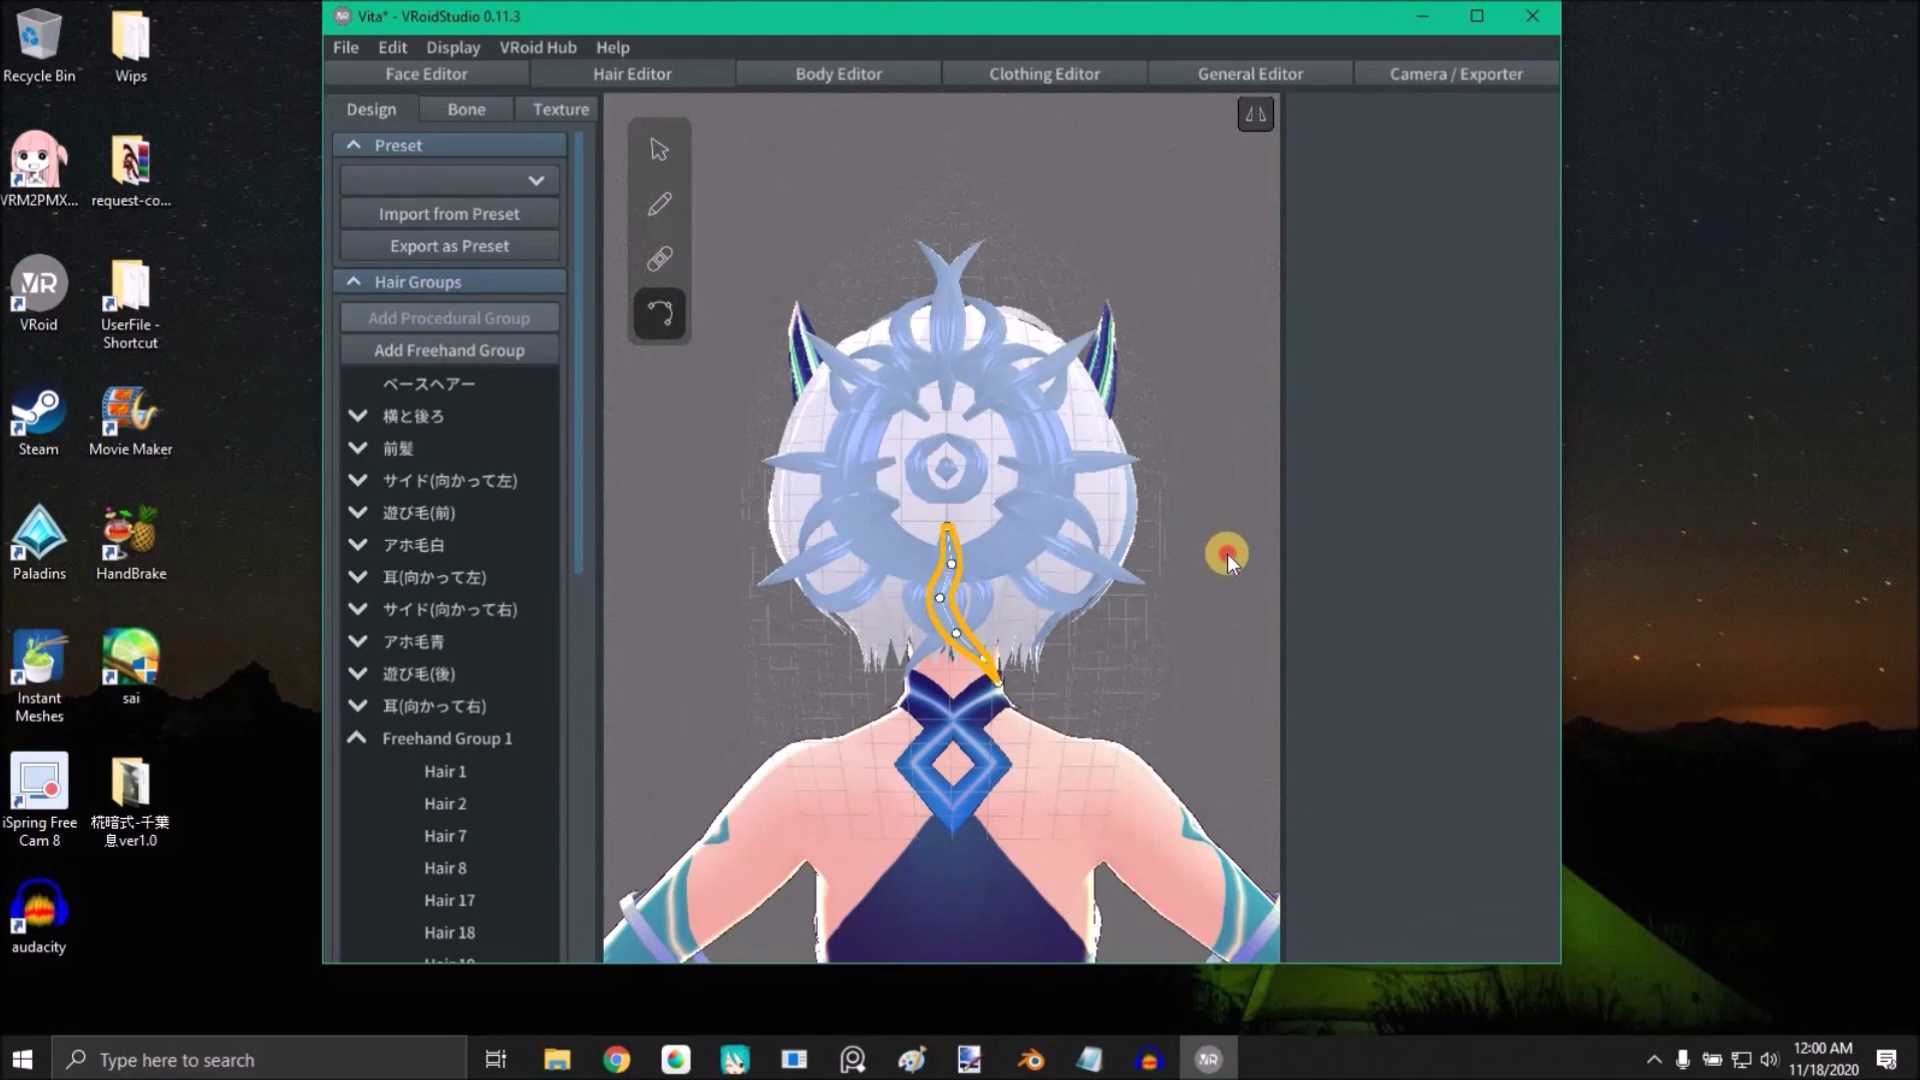 Vita* - VRoidStudio 0.11.3
File Edit Display VRoid Hub Help
Face Editor Hair Editor Body Editor Clothing Editor General Editor Camera / Exporter
Design Bone Texture
Preset
Import from Preset
Export as Preset
Hair Groups
Add Procedural Group
Add Freehand Group
ベースヘアー
横と後ろ
前髪
サイド(向かって左)
遊び毛(前)
アホ毛白
耳(向かって左)
サイド(向かって右)
アホ毛青
遊び毛(後)
耳(向かって右)
Freehand Group 1
Hair 1
Hair 2
Hair 7
Hair 8
Hair 17
Hair 18
Recycle Bin
Wips
VRM2PMX...
request-co...
VRoid
UserFile -
Shortcut
Steam
Movie Maker
Paladins
HandBrake
Instant
Meshes
sai
iSpring Free
Cam 8
椛暗式-千葉
息ver1.0
audacity
Type here to search
12:00 AM
11/18/2020